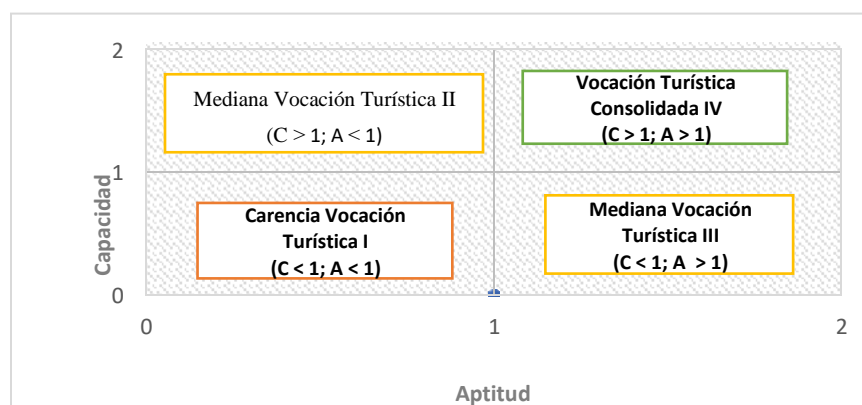 2
Mediana Vocación Turística II
(C > 1; A < 1)
Vocación Turística
Consolidada IV
(C > 1; A > 1)
1
Capacidad
Carencia Vocación
Turística I
(C < 1; A < 1)
Mediana Vocación
Turística III
(C < 1; A > 1)
0
0
1
2
Aptitud